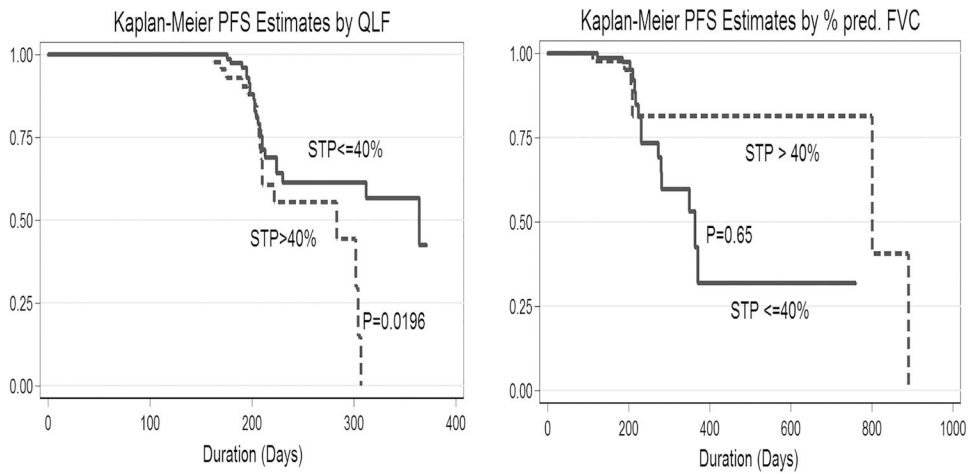 Kaplan-Meier PFS Estimates by QLF
1.00
0.75
0.50
0.25
0.00
STP<=40%
STP>40%
P=0.0196
0 100 200 300 400
Duration (Days)
Kaplan-Meier PFS Estimates by % pred. FVC
1.00
0.75
0.50
0.25
0.00
STP > 40%
P=0.65
STP <=40%
0 200 400 600 800 1000
Duration (Days)